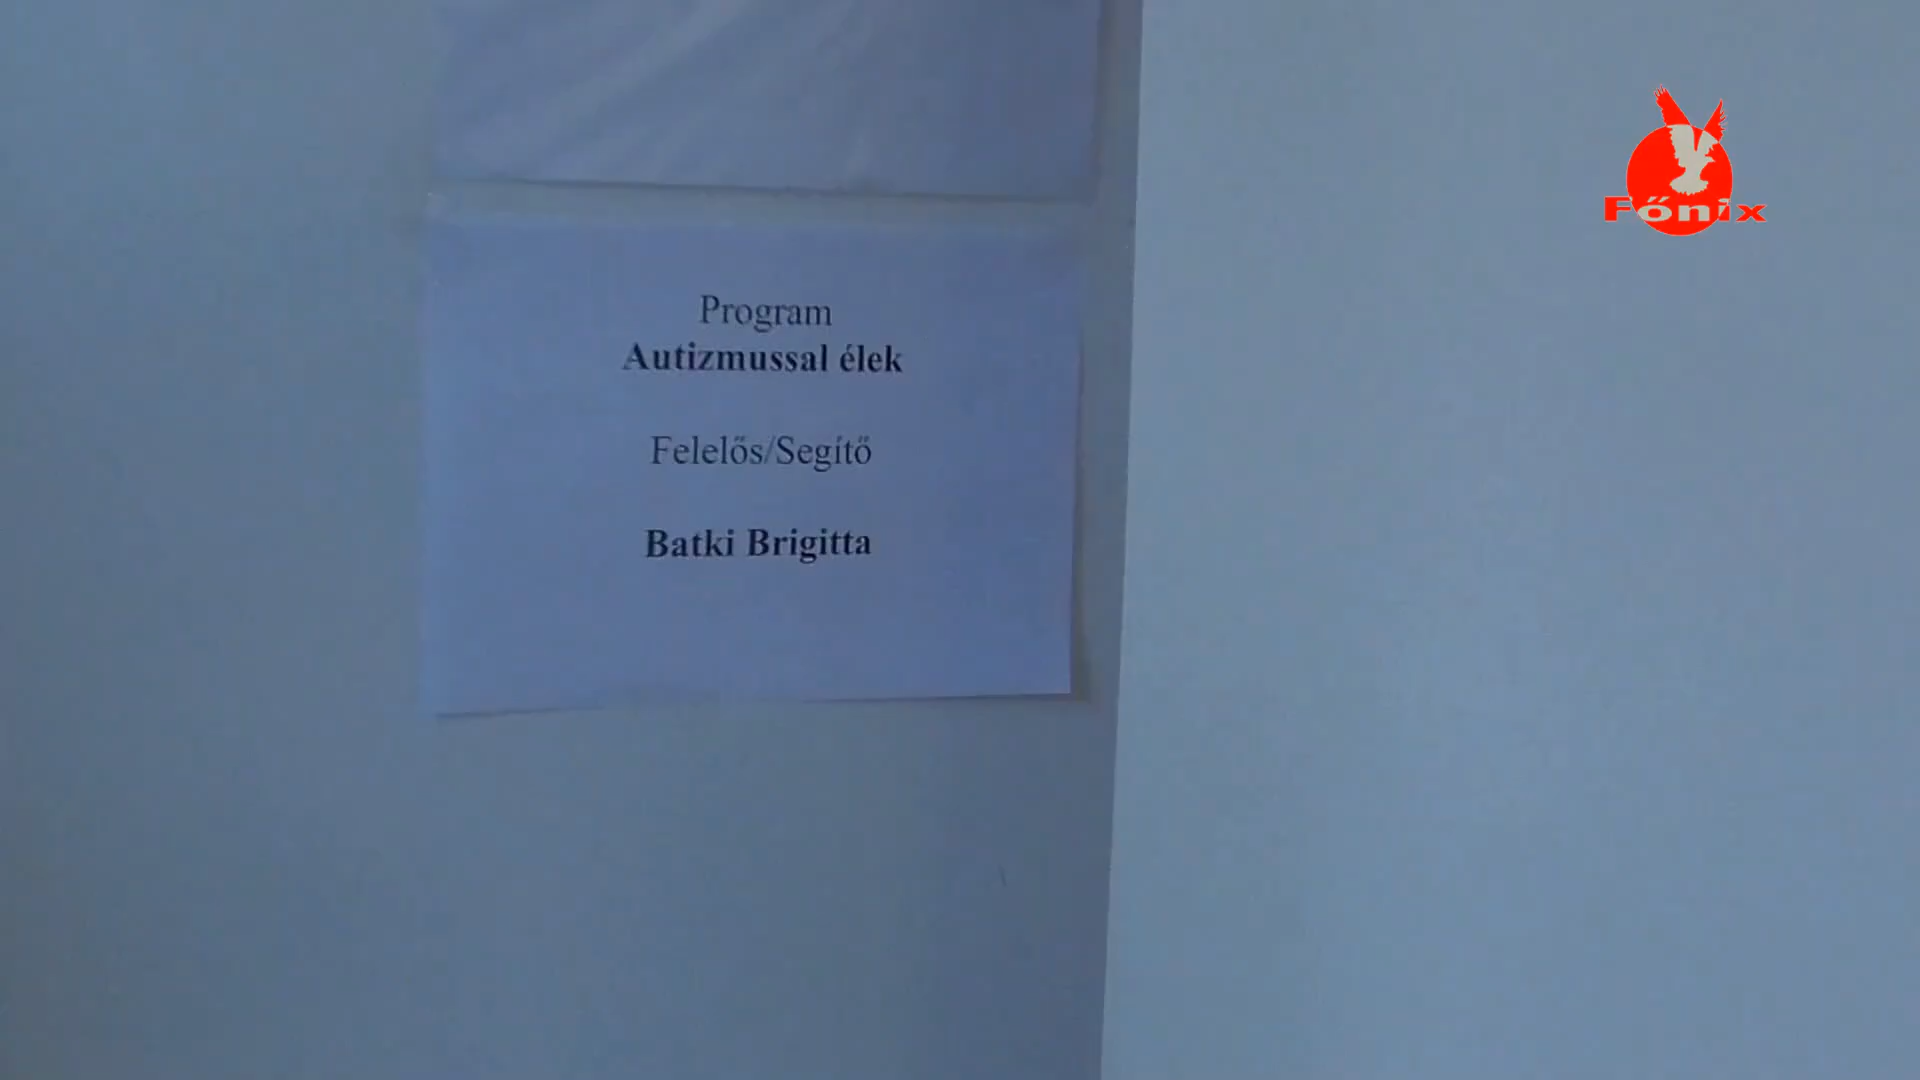 Főnix
Program
Autizmussal élek
Felelős/Segítő
Batki Brigitta